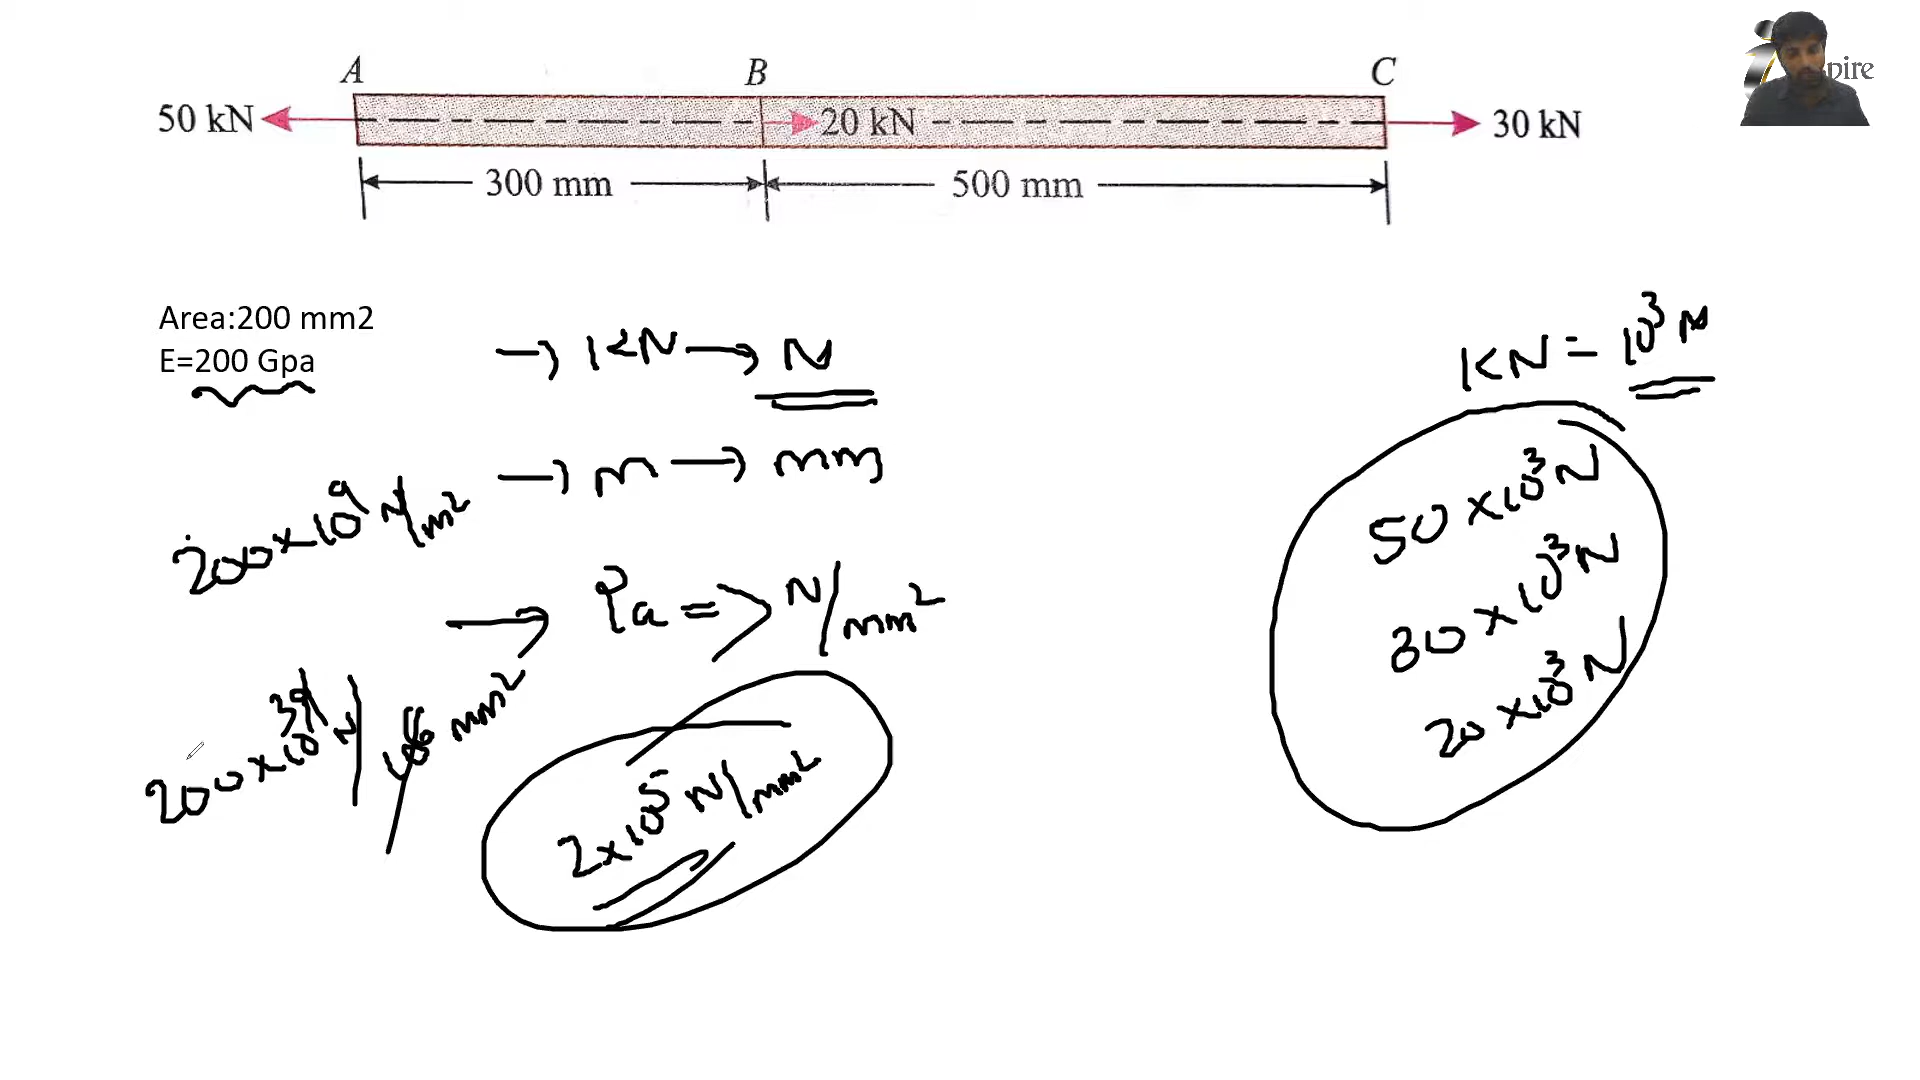 A B C
50 kN 20 kN 30 kN
300 mm 500 mm
Area:200 mm2
E=200 Gpa
→ KN → N
KN = 10³ N
→ m → mm
200×10⁹ N/m²
→ Pa => N/mm²
200×10³ N / mm²
2×10⁵ N/mm²
50×10³ N
30×10³ N
20×10³ N
pire